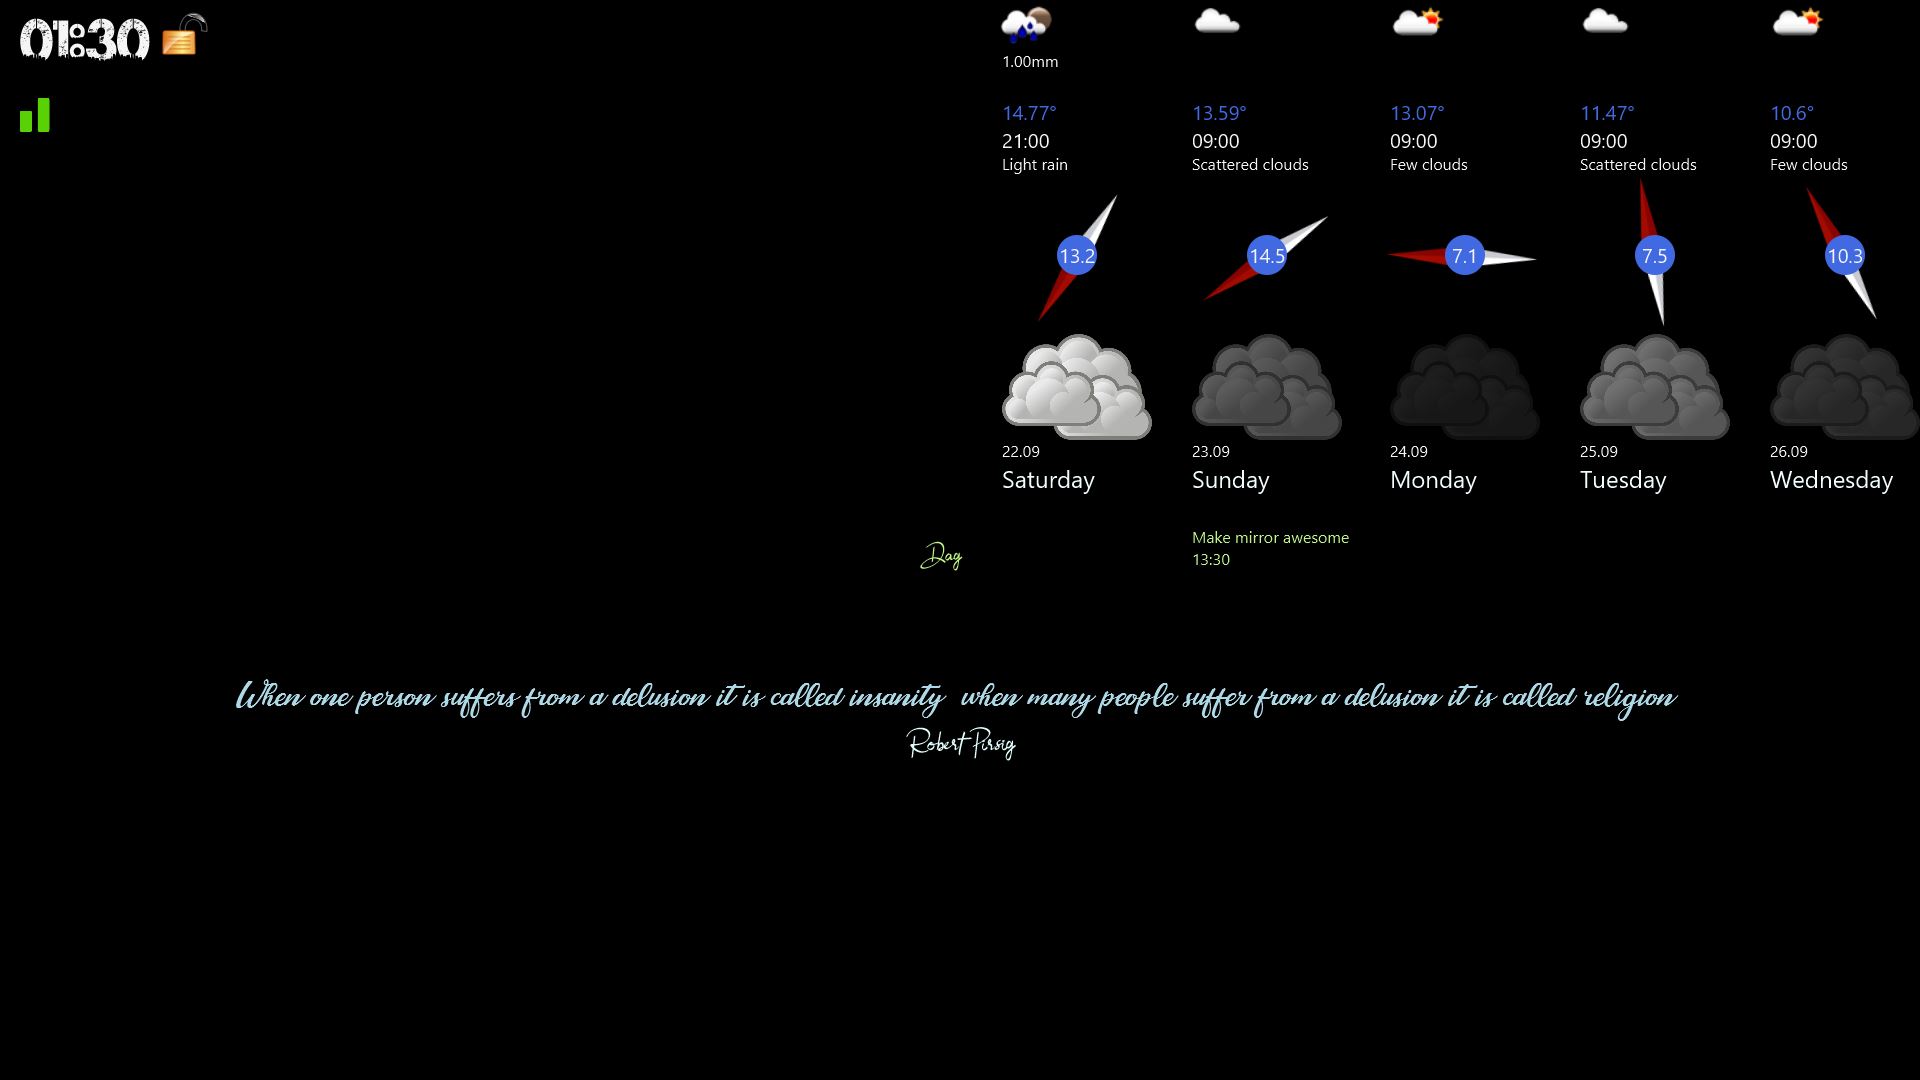 01:30
1.00mm
14.77° 13.59° 13.07° 11.47° 10.6°
21:00 09:00 09:00 09:00 09:00
Light rain Scattered clouds Few clouds Scattered clouds Few clouds
13.2 14.5 7.1 7.5 10.3
22.09 23.09 24.09 25.09 26.09
Saturday Sunday Monday Tuesday Wednesday
Dag
Make mirror awesome
13:30
When one person suffers from a delusion it is called insanity when many people suffer from a delusion it is called religion
Robert Pirsig